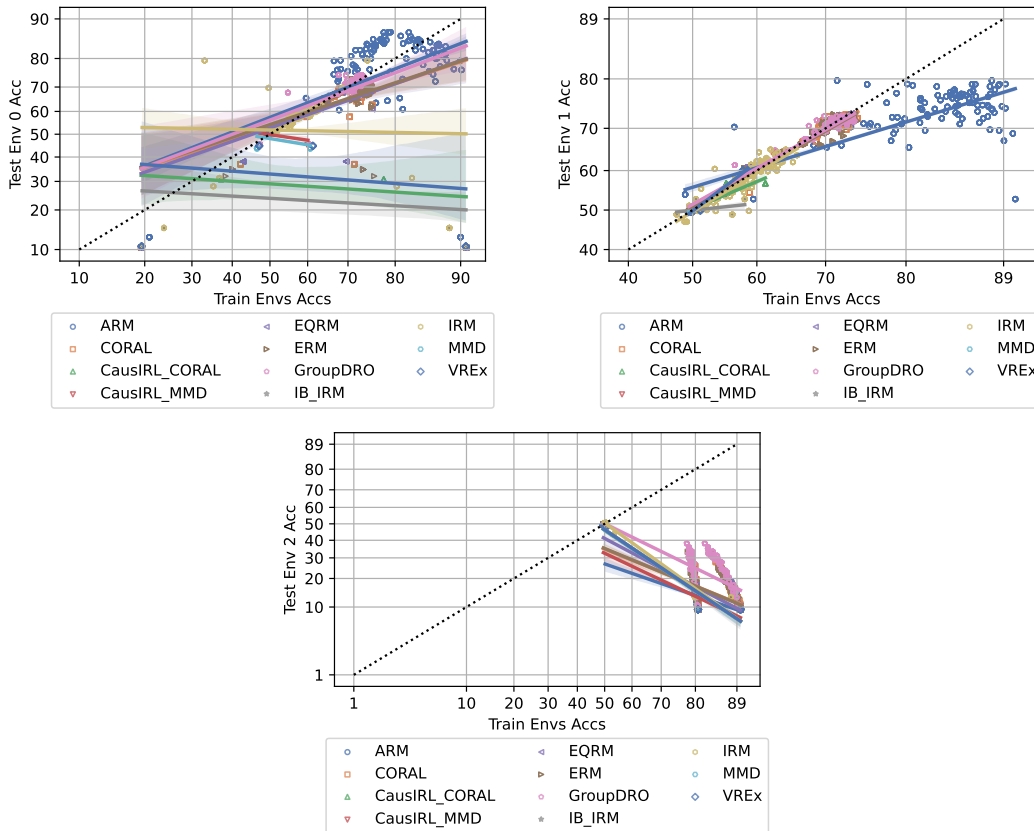 90
80
70
60
50
40
30
20
10
Test Env 0 Acc
10 20 30 40 50 60 70 80 90
Train Envs Accs
ARM EQRM IRM
CORAL ERM MMD
CausIRL_CORAL GroupDRO VREx
CausIRL_MMD IB_IRM
89
80
70
60
50
40
Test Env 1 Acc
40 50 60 70 80 89
Train Envs Accs
ARM EQRM IRM
CORAL ERM MMD
CausIRL_CORAL GroupDRO VREx
CausIRL_MMD IB_IRM
89
80
70
60
50
40
30
20
10
1
Test Env 2 Acc
1 10 20 30 40 50 60 70 80 89
Train Envs Accs
ARM EQRM IRM
CORAL ERM MMD
CausIRL_CORAL GroupDRO VREx
CausIRL_MMD IB_IRM